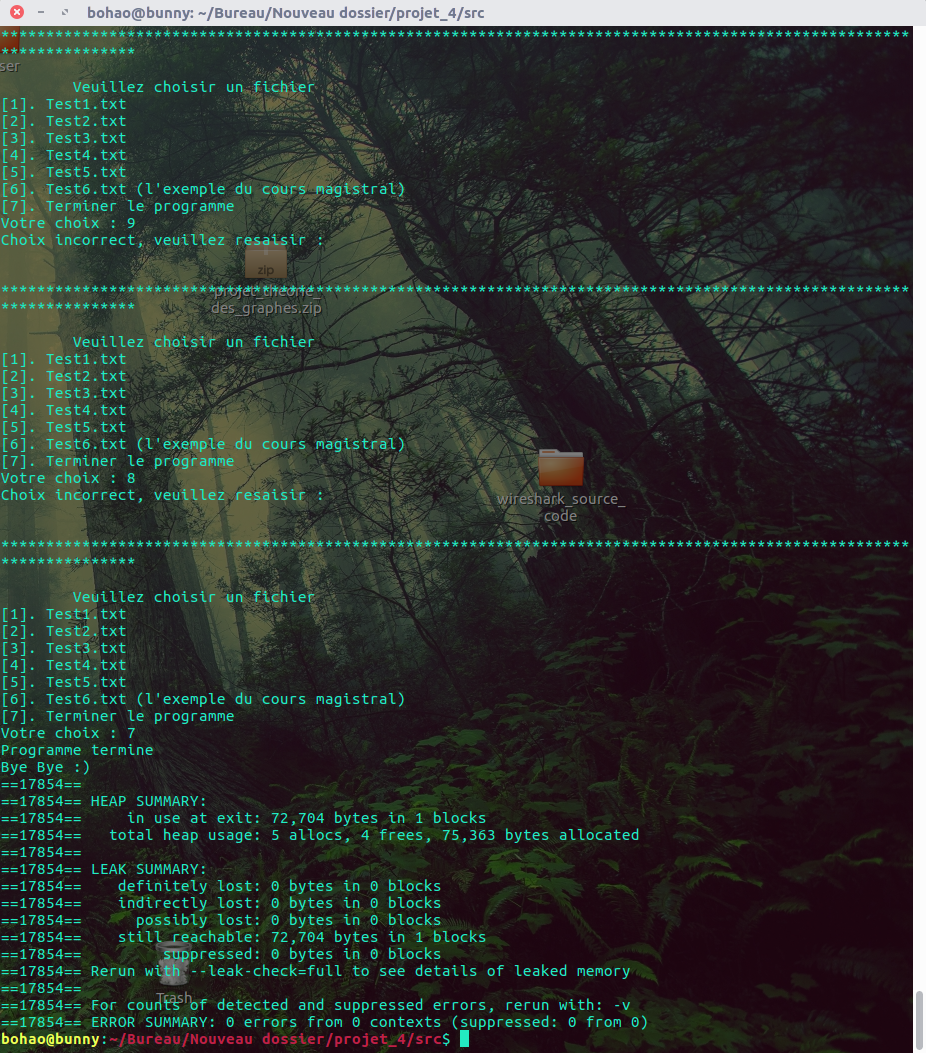 bohao@bunny: ~/Bureau/Nouveau dossier/projet_4/src
*****************************************************************************************************
***************
ser
Veuillez choisir un fichier
[1]. Test1.txt
[2]. Test2.txt
[3]. Test3.txt
[4]. Test4.txt
[5]. Test5.txt
[6]. Test6.txt (l'exemple du cours magistral)
[7]. Terminer le programme
Votre choix : 9
Choix incorrect, veuillez resaisir :
zip
projet_theorie_
des_graphes.zip
*****************************************************************************************************
***************
Veuillez choisir un fichier
[1]. Test1.txt
[2]. Test2.txt
[3]. Test3.txt
[4]. Test4.txt
[5]. Test5.txt
[6]. Test6.txt (l'exemple du cours magistral)
[7]. Terminer le programme
Votre choix : 8
Choix incorrect, veuillez resaisir :
wireshark_source_
code
*****************************************************************************************************
***************
Veuillez choisir un fichier
[1]. Test1.txt
[2]. Test2.txt
[3]. Test3.txt
[4]. Test4.txt
[5]. Test5.txt
[6]. Test6.txt (l'exemple du cours magistral)
[7]. Terminer le programme
Votre choix : 7
Programme termine
Bye Bye :)
==17854==
==17854== HEAP SUMMARY:
==17854==     in use at exit: 72,704 bytes in 1 blocks
==17854==   total heap usage: 5 allocs, 4 frees, 75,363 bytes allocated
==17854==
==17854== LEAK SUMMARY:
==17854==    definitely lost: 0 bytes in 0 blocks
==17854==    indirectly lost: 0 bytes in 0 blocks
==17854==      possibly lost: 0 bytes in 0 blocks
==17854==    still reachable: 72,704 bytes in 1 blocks
==17854==         suppressed: 0 bytes in 0 blocks
==17854== Rerun with --leak-check=full to see details of leaked memory
==17854==
Trash
==17854== For counts of detected and suppressed errors, rerun with: -v
==17854== ERROR SUMMARY: 0 errors from 0 contexts (suppressed: 0 from 0)
bohao@bunny:~/Bureau/Nouveau dossier/projet_4/src$